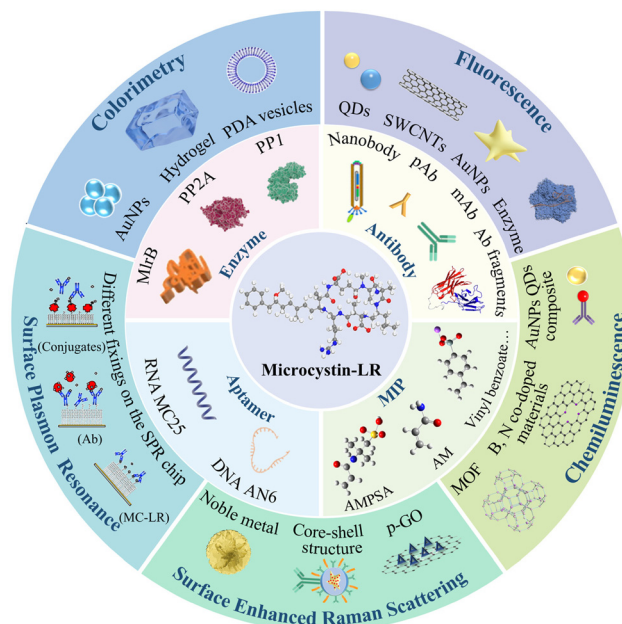 Colorimetry
AuNPs
Hydrogel
PDA vesicles
Fluorescence
QDs
SWCNTs
AuNPs
Enzyme
Chemiluminescence
AuNPs QDs
composite
B, N co-doped
materials
MOF
Surface Enhanced Raman Scattering
Noble metal
Core-shell
structure
p-GO
Surface Plasmon Resonance
Different fixings on the SPR chip
(Conjugates)
(Ab)
(MC-LR)
Enzyme
MlrB
PP2A
PP1
Antibody
Nanobody
pAb
mAb
Ab fragments
MIP
Vinyl benzoate...
AM
AMPSA
Aptamer
RNA MC25
DNA AN6
Microcystin-LR